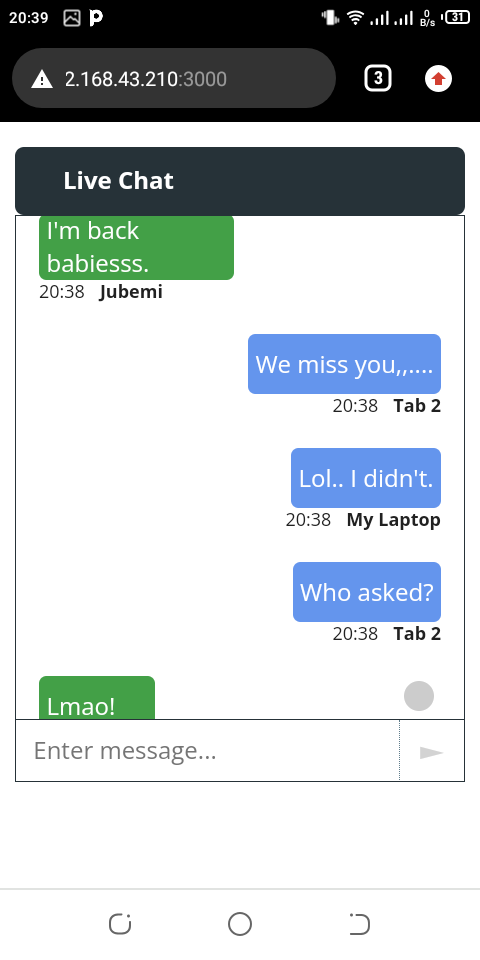 20:39
0
B/s
31
2.168.43.210:3000
3
Live Chat
I'm back
babiesss.
20:38 Jubemi
We miss you,,....
20:38 Tab 2
Lol.. I didn't.
20:38 My Laptop
Who asked?
20:38 Tab 2
Lmao!
Enter message...